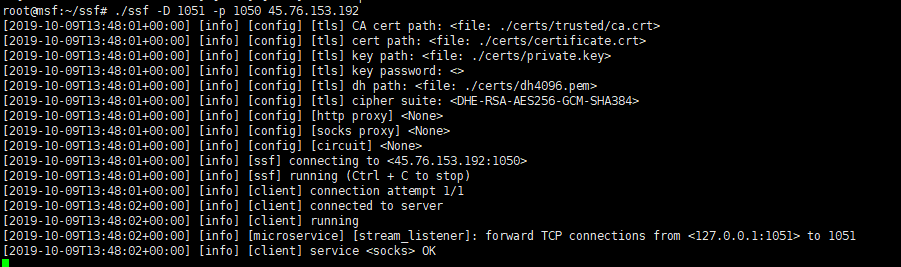 root@msf:~/ssf# ./ssf -D 1051 -p 1050 45.76.153.192
[2019-10-09T13:48:01+00:00] [info] [config] [tls] CA cert path: <file: ./certs/trusted/ca.crt>
[2019-10-09T13:48:01+00:00] [info] [config] [tls] cert path: <file: ./certs/certificate.crt>
[2019-10-09T13:48:01+00:00] [info] [config] [tls] key path: <file: ./certs/private.key>
[2019-10-09T13:48:01+00:00] [info] [config] [tls] key password: <>
[2019-10-09T13:48:01+00:00] [info] [config] [tls] dh path: <file: ./certs/dh4096.pem>
[2019-10-09T13:48:01+00:00] [info] [config] [tls] cipher suite: <DHE-RSA-AES256-GCM-SHA384>
[2019-10-09T13:48:01+00:00] [info] [config] [http proxy] <None>
[2019-10-09T13:48:01+00:00] [info] [config] [socks proxy] <None>
[2019-10-09T13:48:01+00:00] [info] [config] [circuit] <None>
[2019-10-09T13:48:01+00:00] [info] [ssf] connecting to <45.76.153.192:1050>
[2019-10-09T13:48:01+00:00] [info] [ssf] running (Ctrl + C to stop)
[2019-10-09T13:48:01+00:00] [info] [client] connection attempt 1/1
[2019-10-09T13:48:02+00:00] [info] [client] connected to server
[2019-10-09T13:48:02+00:00] [info] [client] running
[2019-10-09T13:48:02+00:00] [info] [microservice] [stream_listener]: forward TCP connections from <127.0.0.1:1051> to 1051
[2019-10-09T13:48:02+00:00] [info] [client] service <socks> OK